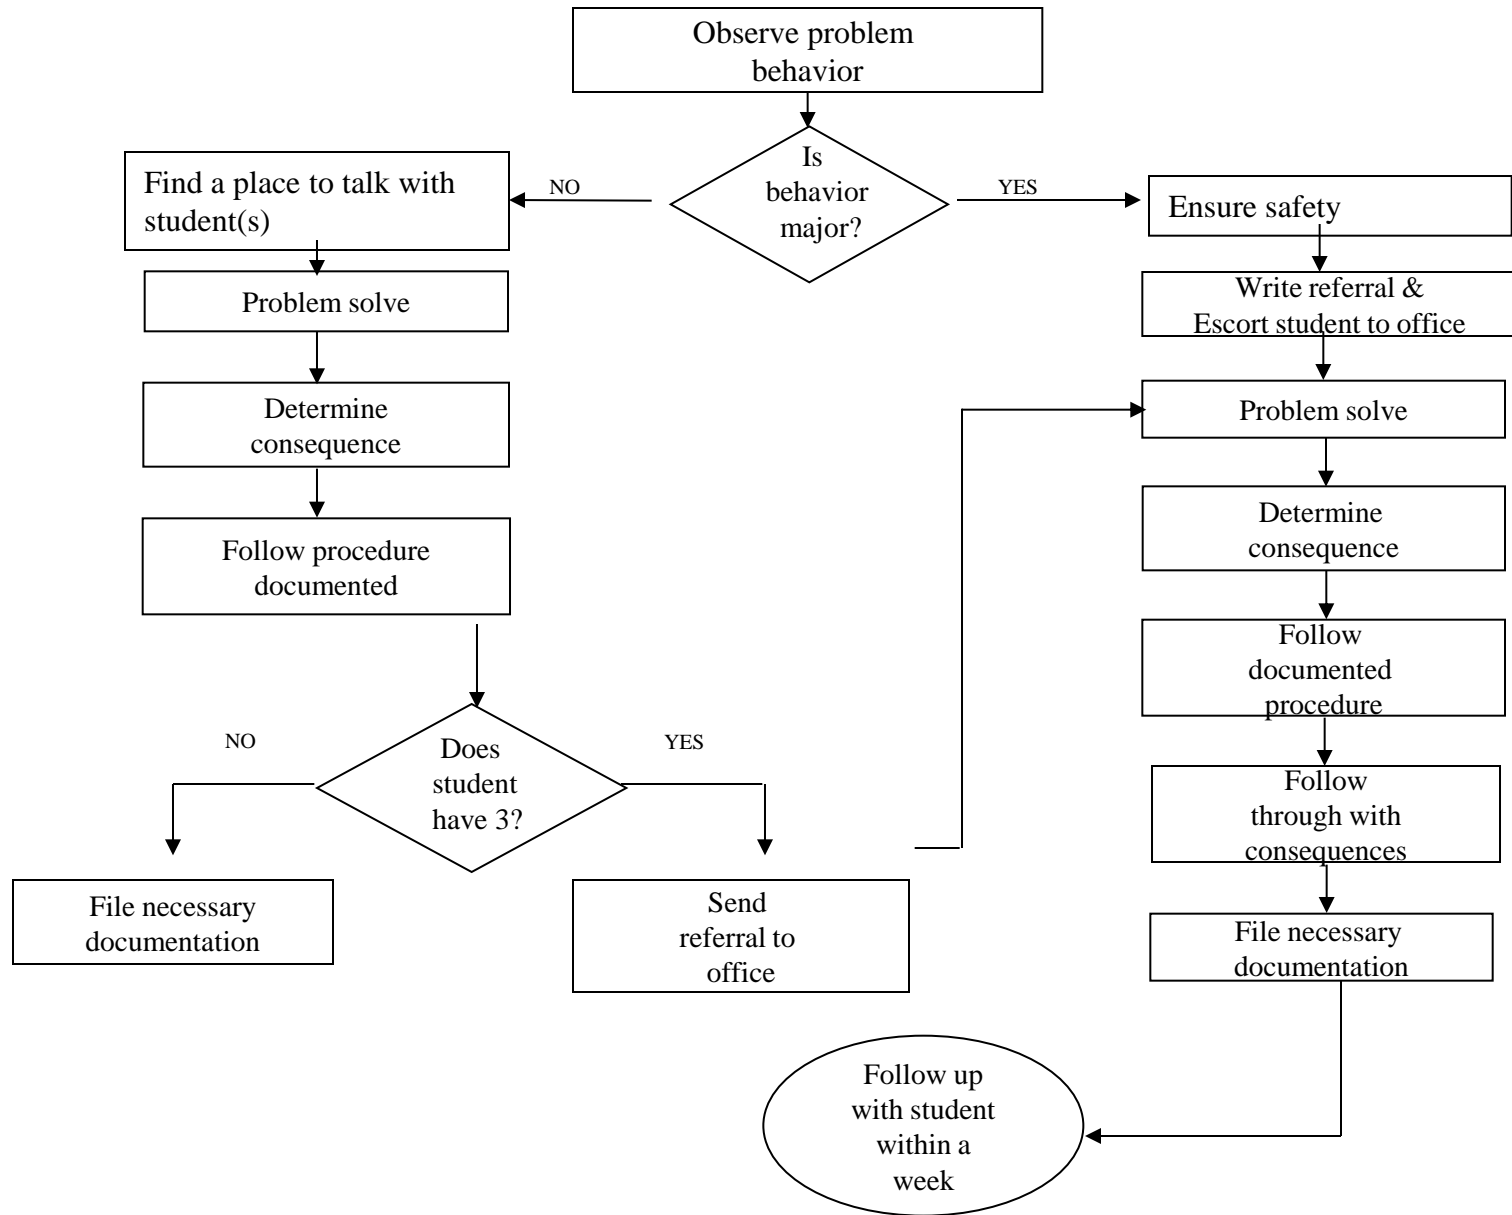 Observe problem
behavior
Is
behavior
major?
NO
YES
Find a place to talk with
student(s)
Ensure safety
Problem solve
Write referral &
Escort student to office
Determine
consequence
Problem solve
Follow procedure
documented
Determine
consequence
Follow
documented
procedure
NO
YES
Does
student
have 3?
Follow
through with
consequences
File necessary
documentation
Send
referral to
office
File necessary
documentation
Follow up
with student
within a
week